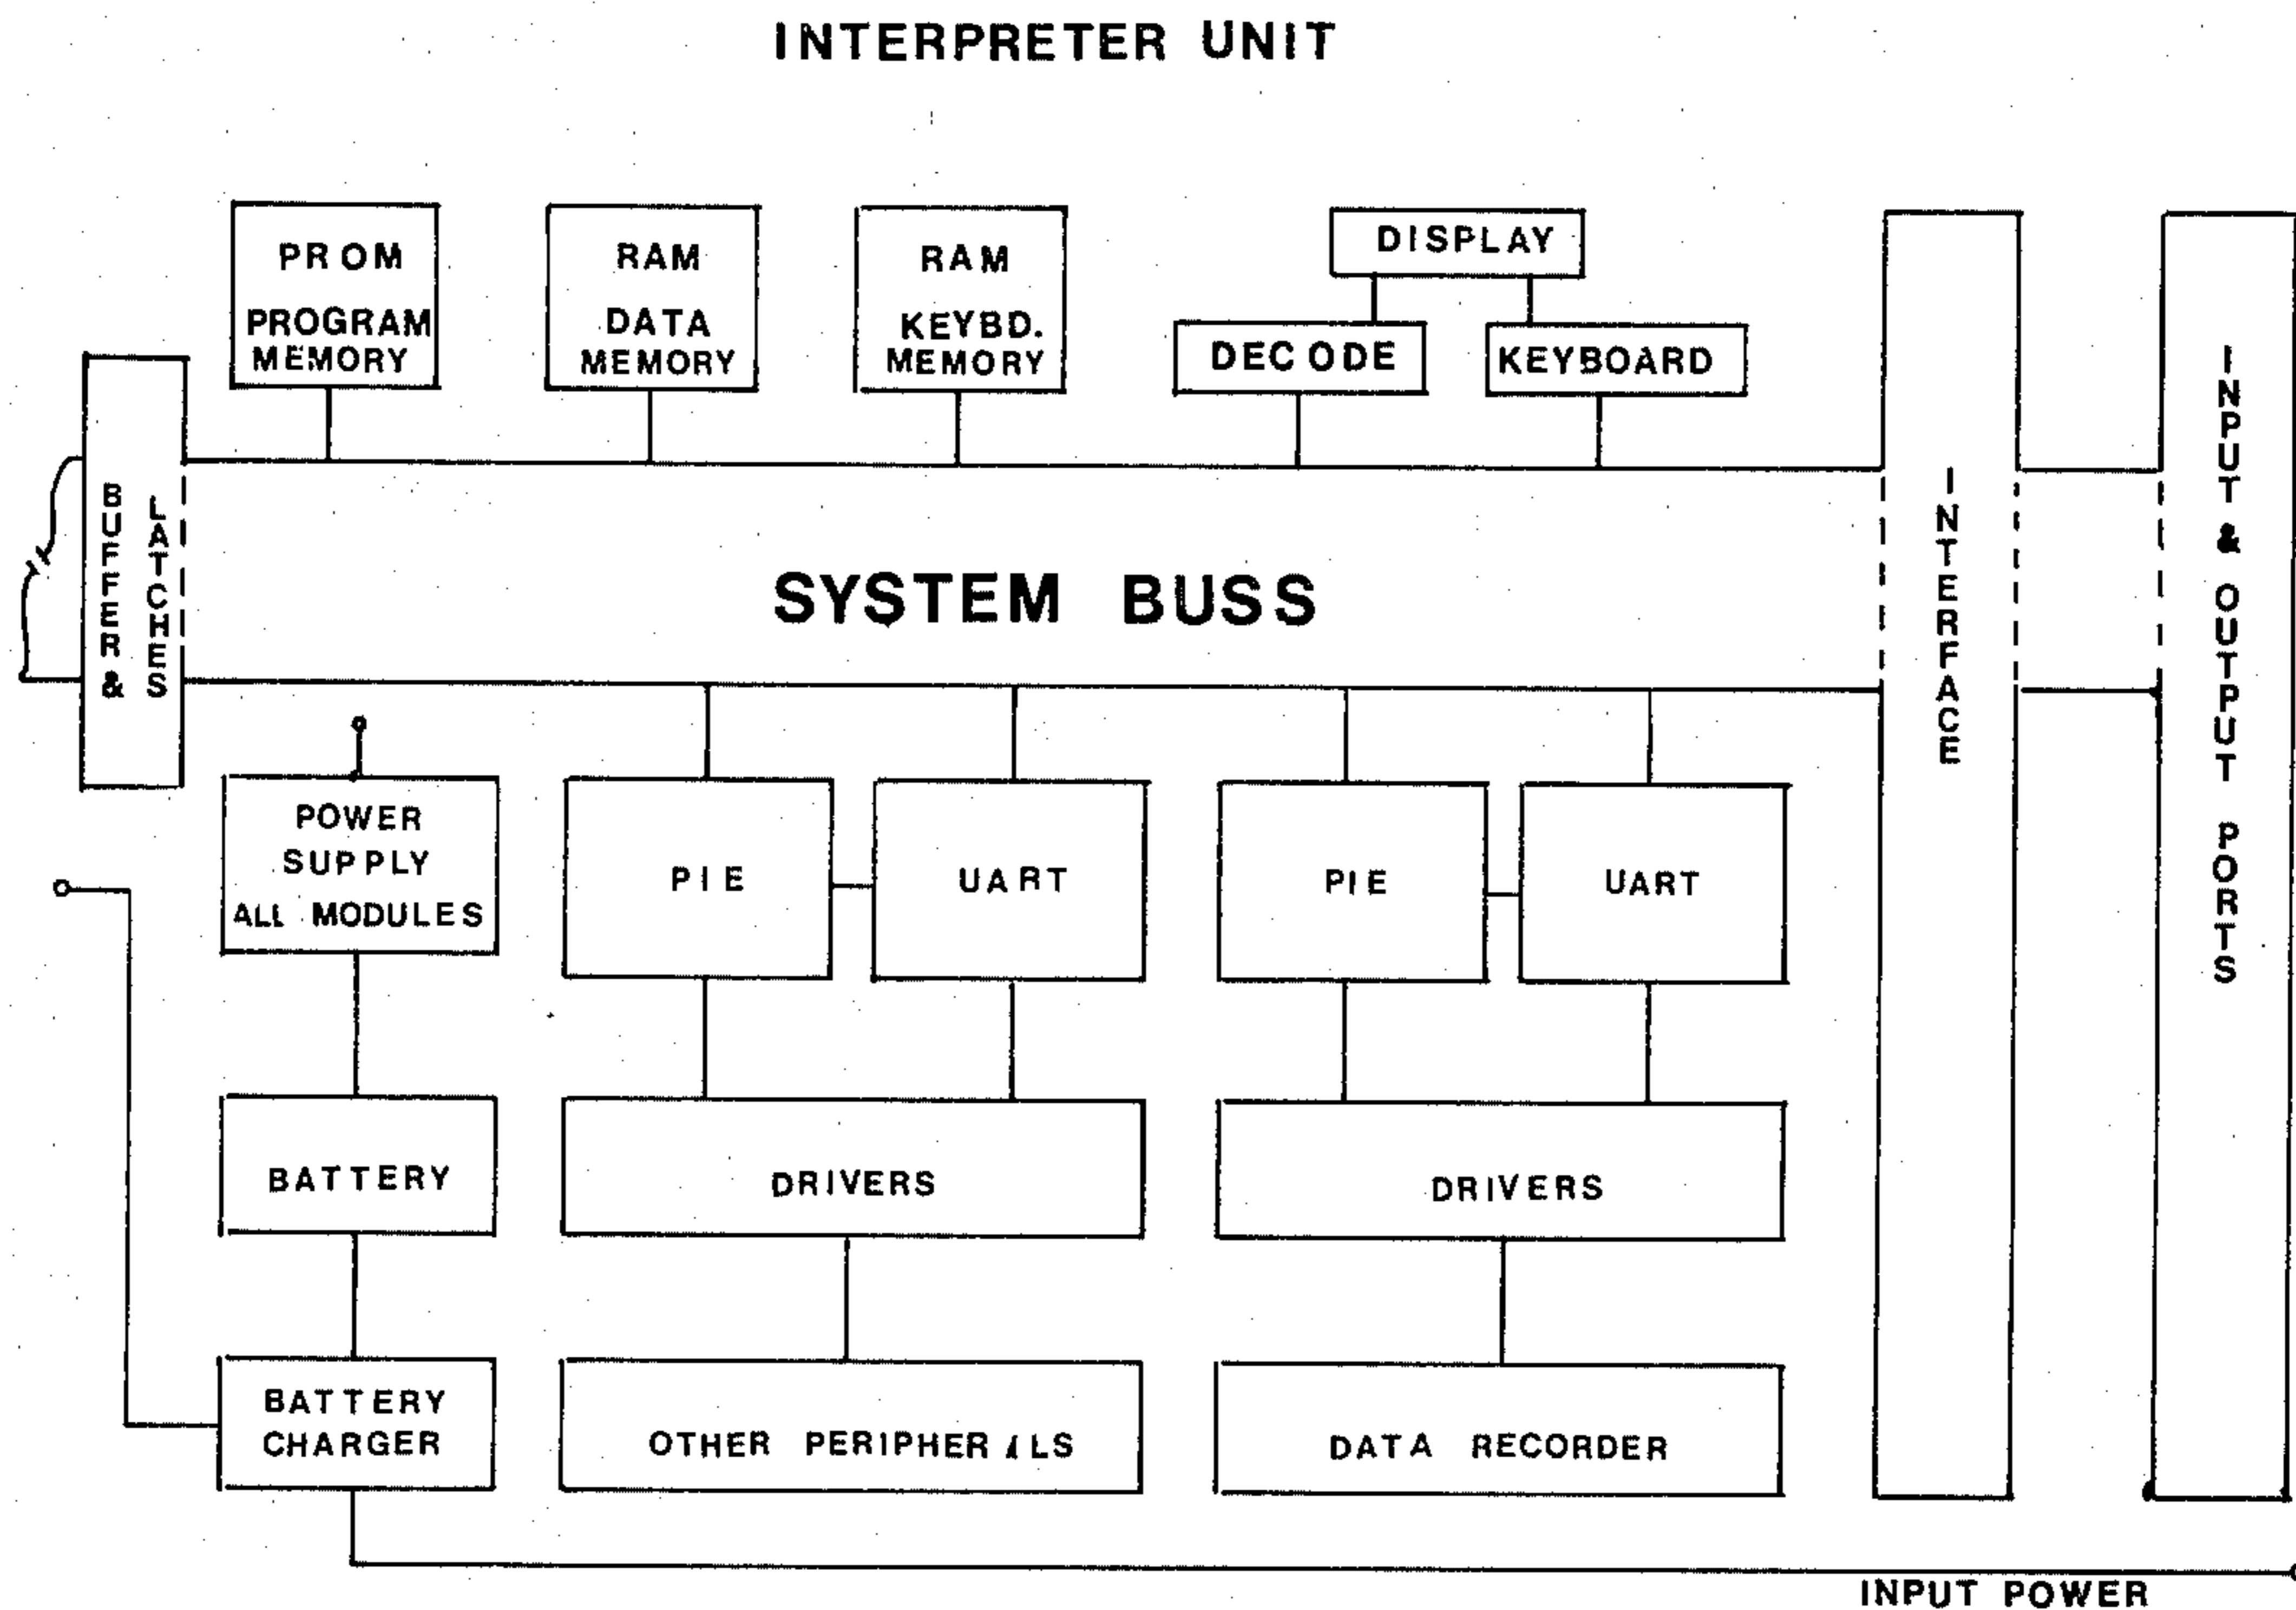 INTERPRETER UNIT
PROM
PROGRAM
MEMORY
RAM
DATA
MEMORY
RAM
KEYBD.
MEMORY
DISPLAY
DECODE
KEYBOARD
BUFFER &
LATCHES
SYSTEM BUSS
INTERFACE
INPUT & OUTPUT PORTS
POWER
SUPPLY
ALL MODULES
PIE
UART
PIE
UART
BATTERY
DRIVERS
DRIVERS
BATTERY
CHARGER
OTHER PERIPHERALS
DATA RECORDER
INPUT POWER